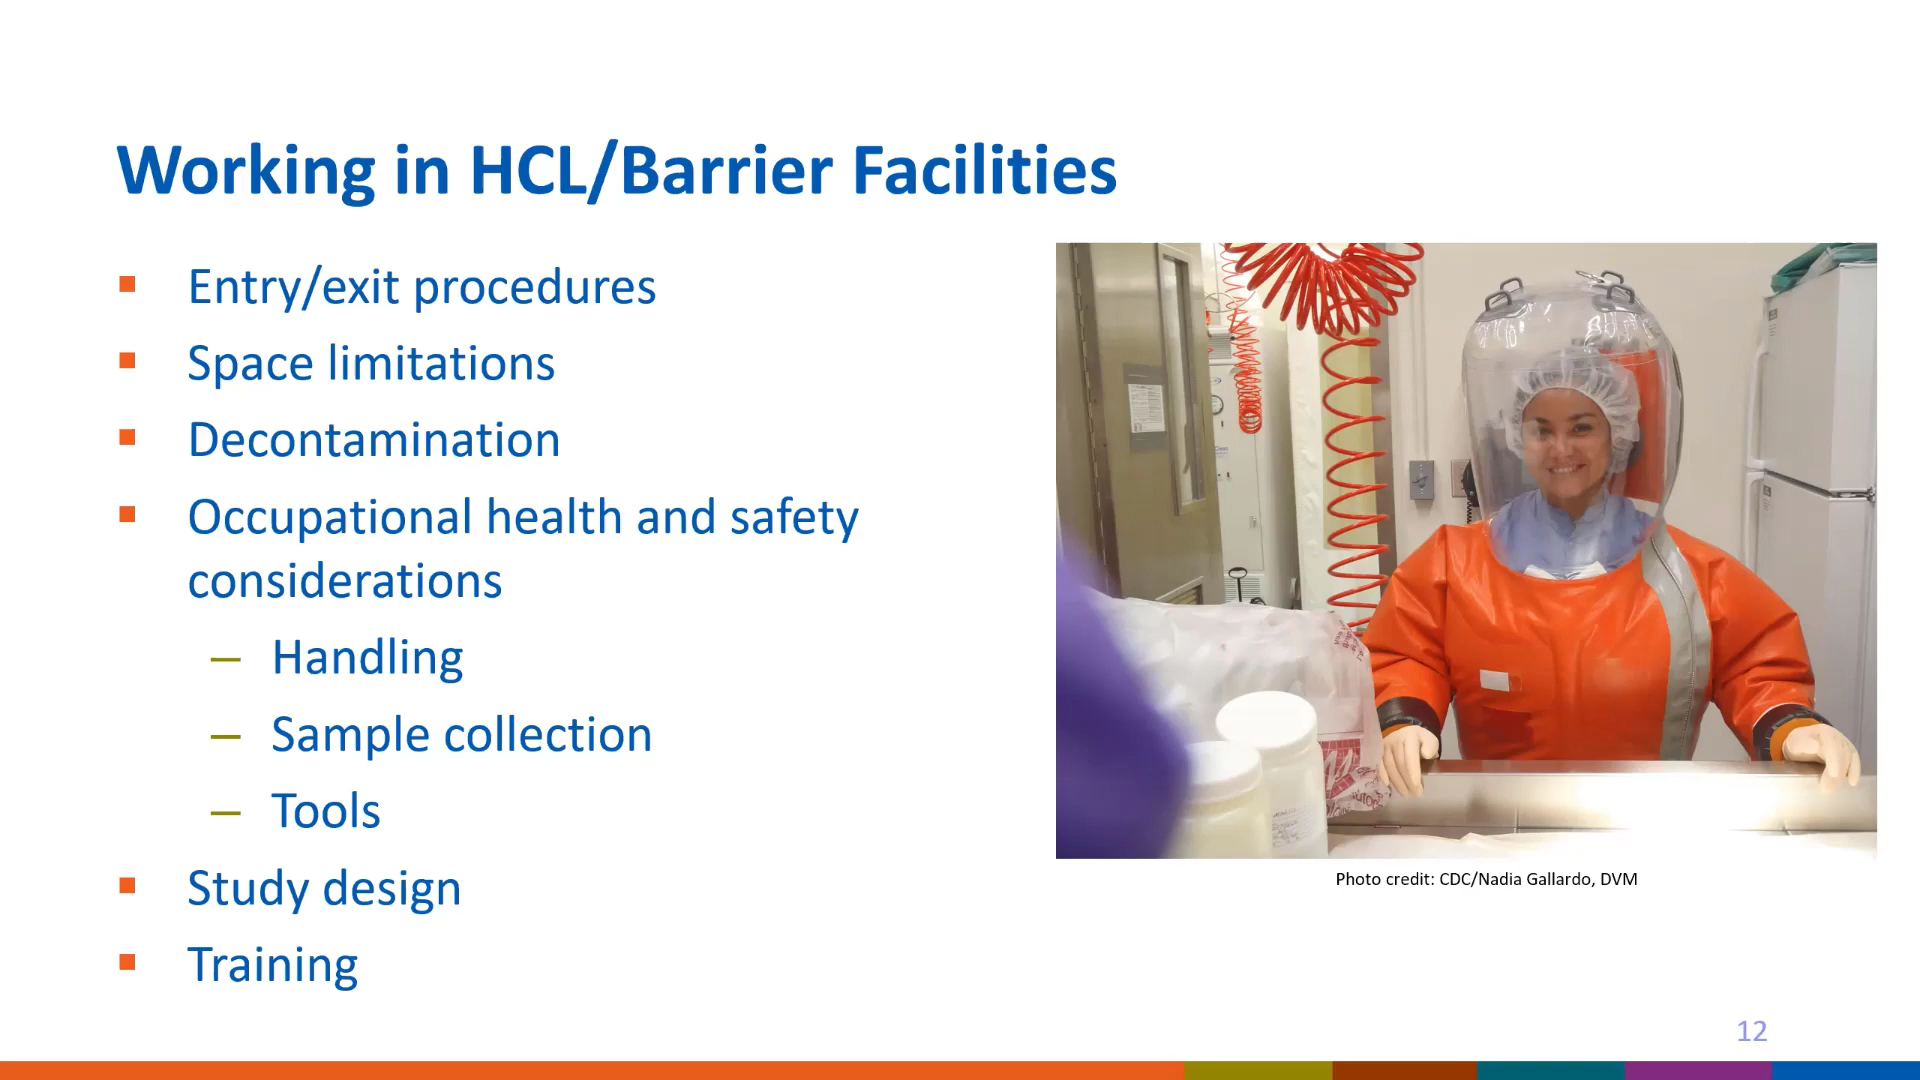 Working in HCL/Barrier Facilities
Entry/exit procedures
Space limitations
Decontamination
Occupational health and safety
considerations
– Handling
– Sample collection
– Tools
Study design
Training
Photo credit: CDC/Nadia Gallardo, DVM
12